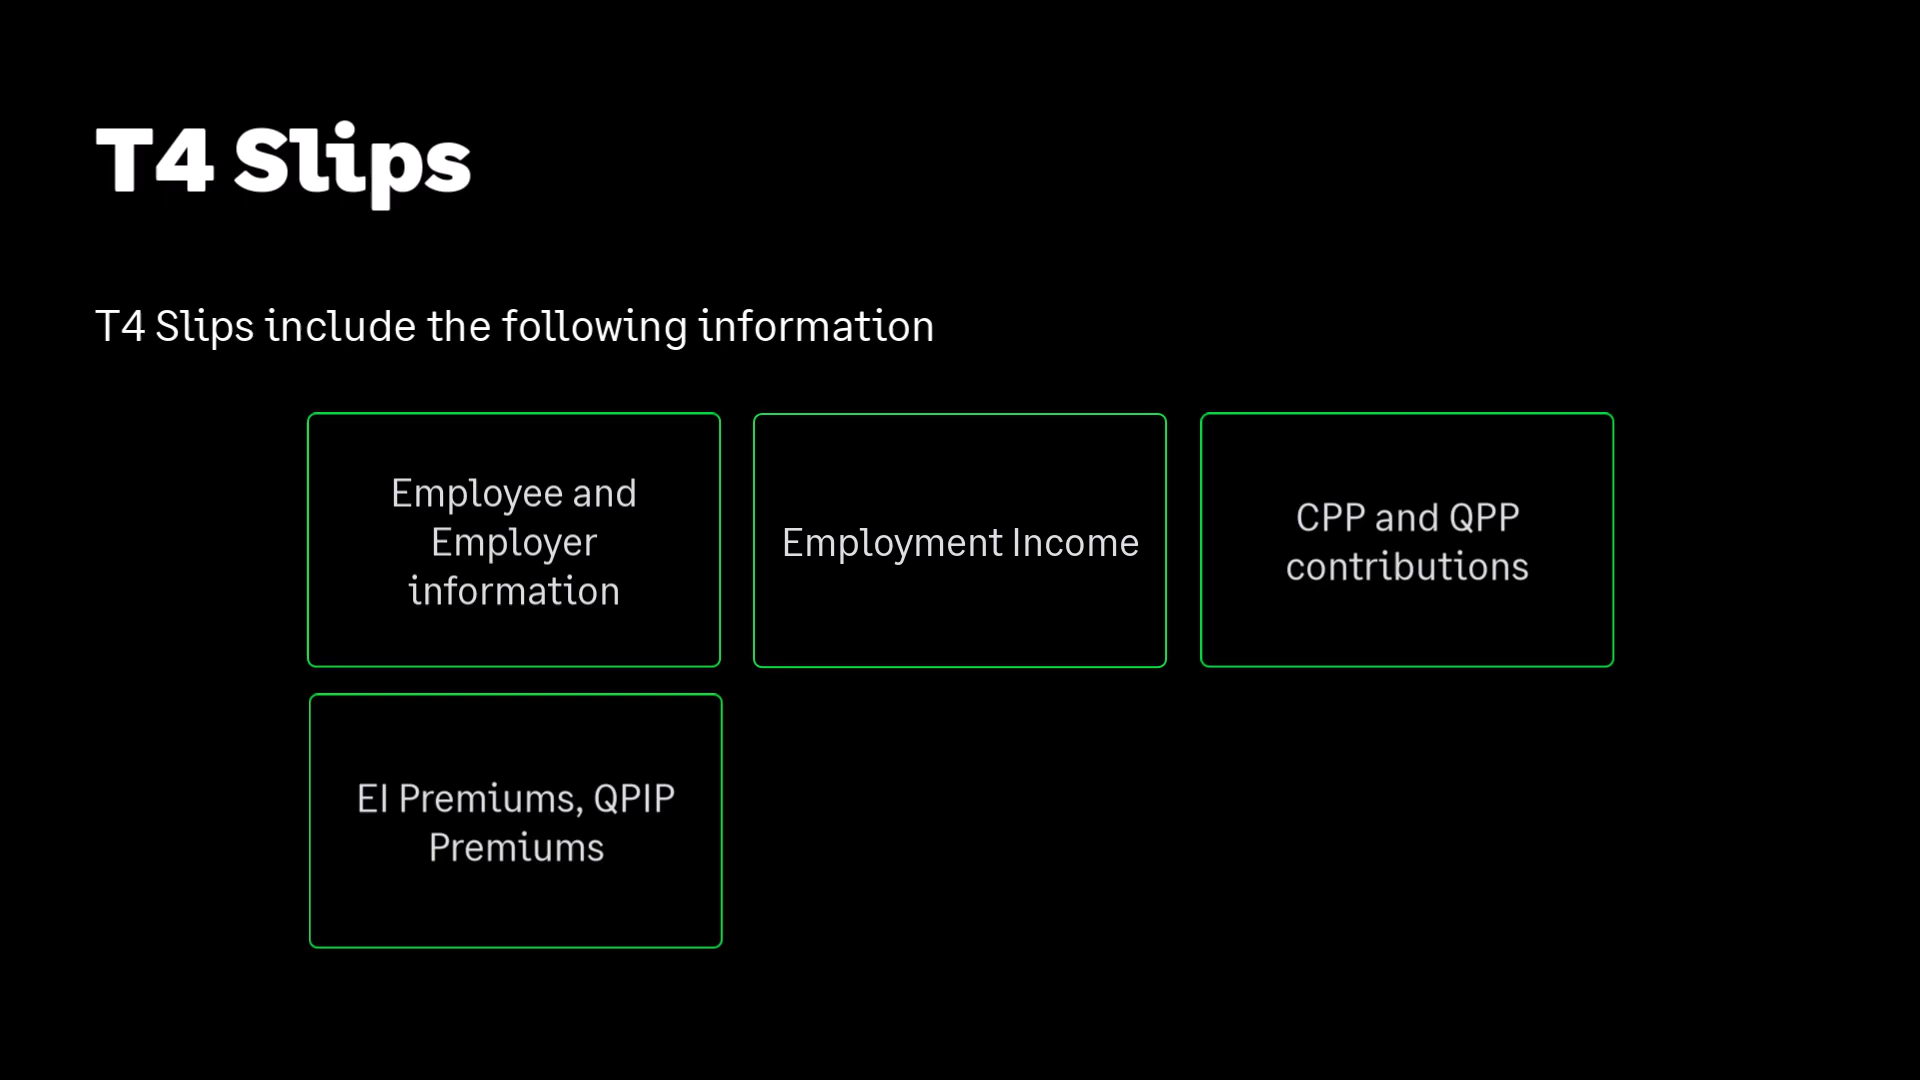 T4 Slips
T4 Slips include the following information
Employee and
Employer
information
Employment Income
CPP and QPP
contributions
EI Premiums, QPIP
Premiums